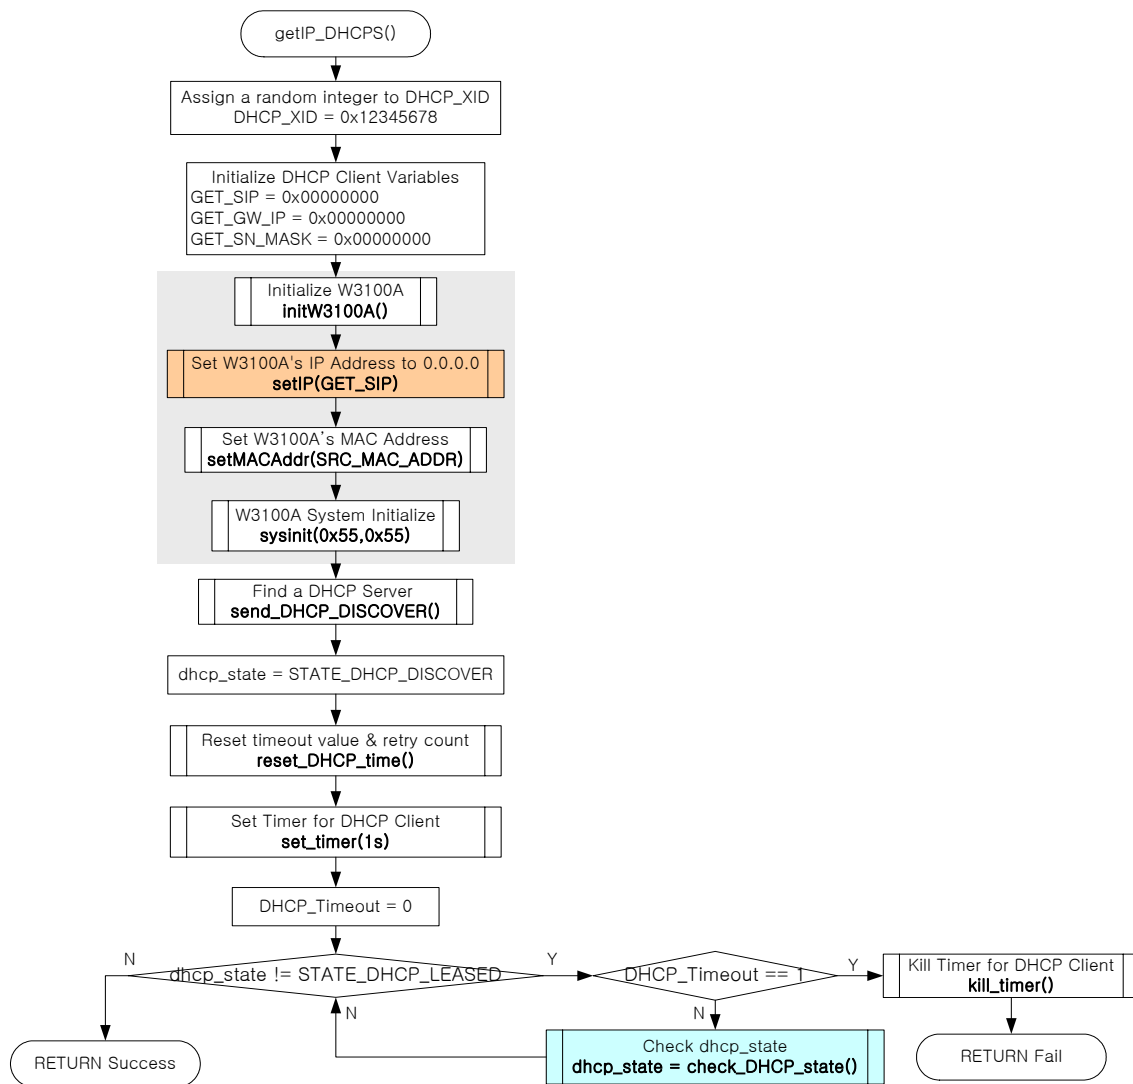 getIP_DHCPS()
Assign a random integer to DHCP_XID
DHCP_XID = 0x12345678
Initialize DHCP Client Variables
GET_SIP = 0x00000000
GET_GW_IP = 0x00000000
GET_SN_MASK = 0x00000000
Initialize W3100A
initW3100A()
Set W3100A's IP Address to 0.0.0.0
setIP(GET_SIP)
Set W3100A's MAC Address
setMACAddr(SRC_MAC_ADDR)
W3100A System Initialize
sysinit(0x55,0x55)
Find a DHCP Server
send_DHCP_DISCOVER()
dhcp_state = STATE_DHCP_DISCOVER
Reset timeout value & retry count
reset_DHCP_time()
Set Timer for DHCP Client
set_timer(1s)
DHCP_Timeout = 0
N
dhcp_state != STATE_DHCP_LEASED
Y
DHCP_Timeout == 1
Y
Kill Timer for DHCP Client
kill_timer()
N
N
RETURN Success
Check dhcp_state
dhcp_state = check_DHCP_state()
RETURN Fail